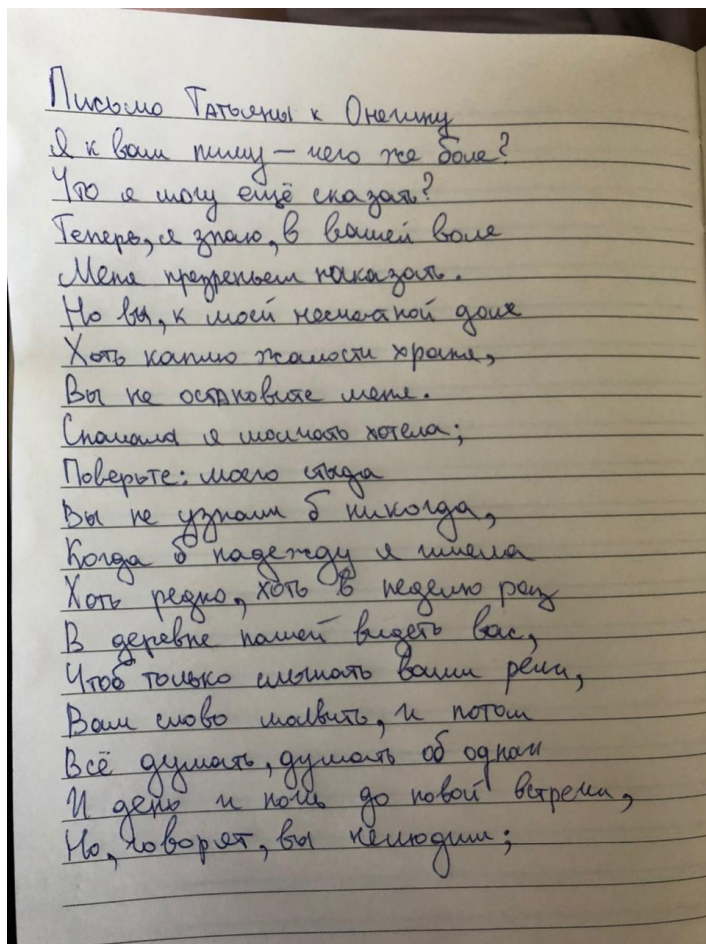 Письмо Татьяны к Онегину
Я к вам пишу – чего же боле?
Что я могу ещё сказать?
Теперь, я знаю, в вашей воле
Меня презреньем наказать.
Но вы, к моей несчастной доле
Хоть каплю жалости храня,
Вы не оставите меня.
Сначала я молчать хотела;
Поверьте: моего стыда
Вы не узнали б никогда,
Когда б надежду я имела
Хоть редко, хоть в неделю раз
В деревне нашей видеть вас,
Чтоб только слышать ваши речи,
Вам слово молвить, и потом
Всё думать, думать об одном
И день и ночь до новой встречи,
Но, говорят, вы нелюдим;